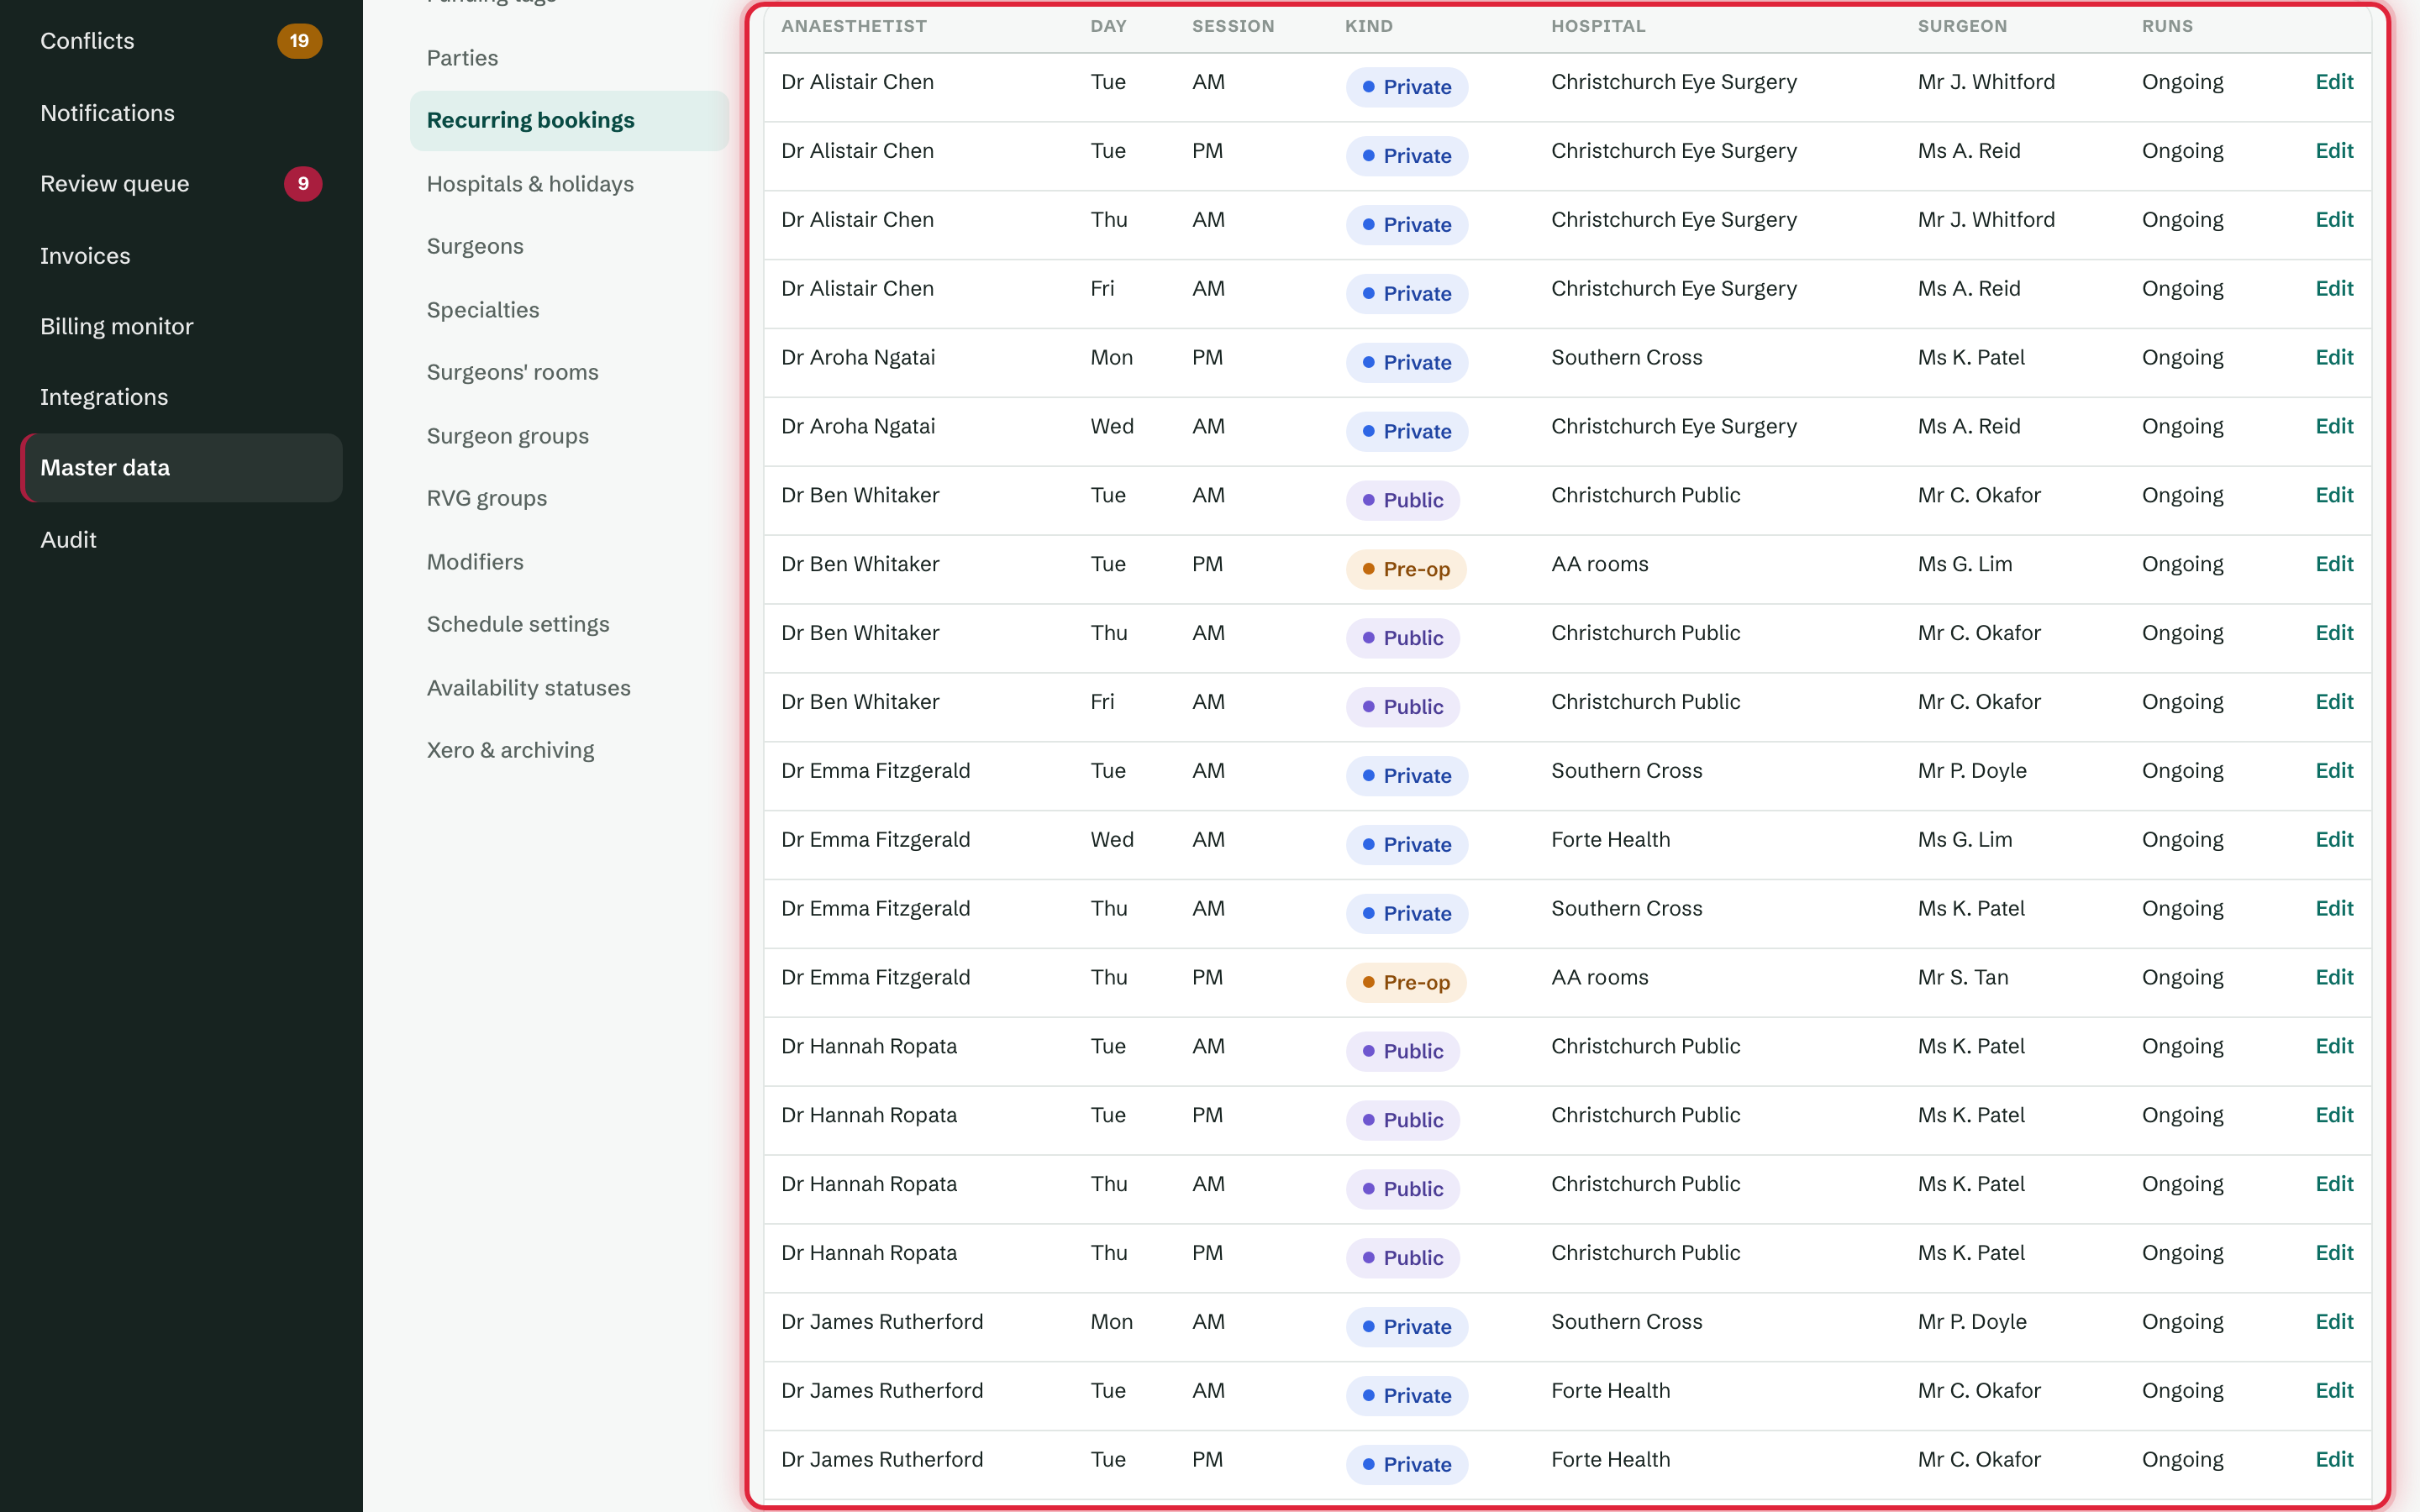 Conflicts 19
Notifications
Review queue 9
Invoices
Billing monitor
Integrations
Master data
Audit
Parties
Recurring bookings
Hospitals & holidays
Surgeons
Specialties
Surgeons' rooms
Surgeon groups
RVG groups
Modifiers
Schedule settings
Availability statuses
Xero & archiving
ANAESTHETIST DAY SESSION KIND HOSPITAL SURGEON RUNS
Dr Alistair Chen Tue AM Private Christchurch Eye Surgery Mr J. Whitford Ongoing Edit
Dr Alistair Chen Tue PM Private Christchurch Eye Surgery Ms A. Reid Ongoing Edit
Dr Alistair Chen Thu AM Private Christchurch Eye Surgery Mr J. Whitford Ongoing Edit
Dr Alistair Chen Fri AM Private Christchurch Eye Surgery Ms A. Reid Ongoing Edit
Dr Aroha Ngatai Mon PM Private Southern Cross Ms K. Patel Ongoing Edit
Dr Aroha Ngatai Wed AM Private Christchurch Eye Surgery Ms A. Reid Ongoing Edit
Dr Ben Whitaker Tue AM Public Christchurch Public Mr C. Okafor Ongoing Edit
Dr Ben Whitaker Tue PM Pre-op AA rooms Ms G. Lim Ongoing Edit
Dr Ben Whitaker Thu AM Public Christchurch Public Mr C. Okafor Ongoing Edit
Dr Ben Whitaker Fri AM Public Christchurch Public Mr C. Okafor Ongoing Edit
Dr Emma Fitzgerald Tue AM Private Southern Cross Mr P. Doyle Ongoing Edit
Dr Emma Fitzgerald Wed AM Private Forte Health Ms G. Lim Ongoing Edit
Dr Emma Fitzgerald Thu AM Private Southern Cross Ms K. Patel Ongoing Edit
Dr Emma Fitzgerald Thu PM Pre-op AA rooms Mr S. Tan Ongoing Edit
Dr Hannah Ropata Tue AM Public Christchurch Public Ms K. Patel Ongoing Edit
Dr Hannah Ropata Tue PM Public Christchurch Public Ms K. Patel Ongoing Edit
Dr Hannah Ropata Thu AM Public Christchurch Public Ms K. Patel Ongoing Edit
Dr Hannah Ropata Thu PM Public Christchurch Public Ms K. Patel Ongoing Edit
Dr James Rutherford Mon AM Private Southern Cross Mr P. Doyle Ongoing Edit
Dr James Rutherford Tue AM Private Forte Health Mr C. Okafor Ongoing Edit
Dr James Rutherford Tue PM Private Forte Health Mr C. Okafor Ongoing Edit